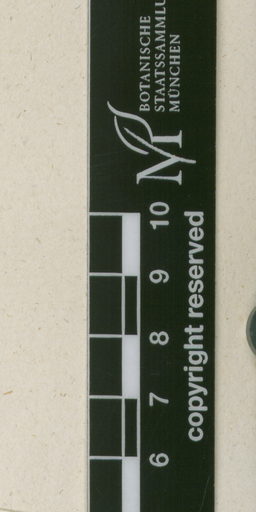 BOTANISCHE
STAATSSAMMLU
MÜNCHEN
M
10
9
8
7
6
copyright reserved